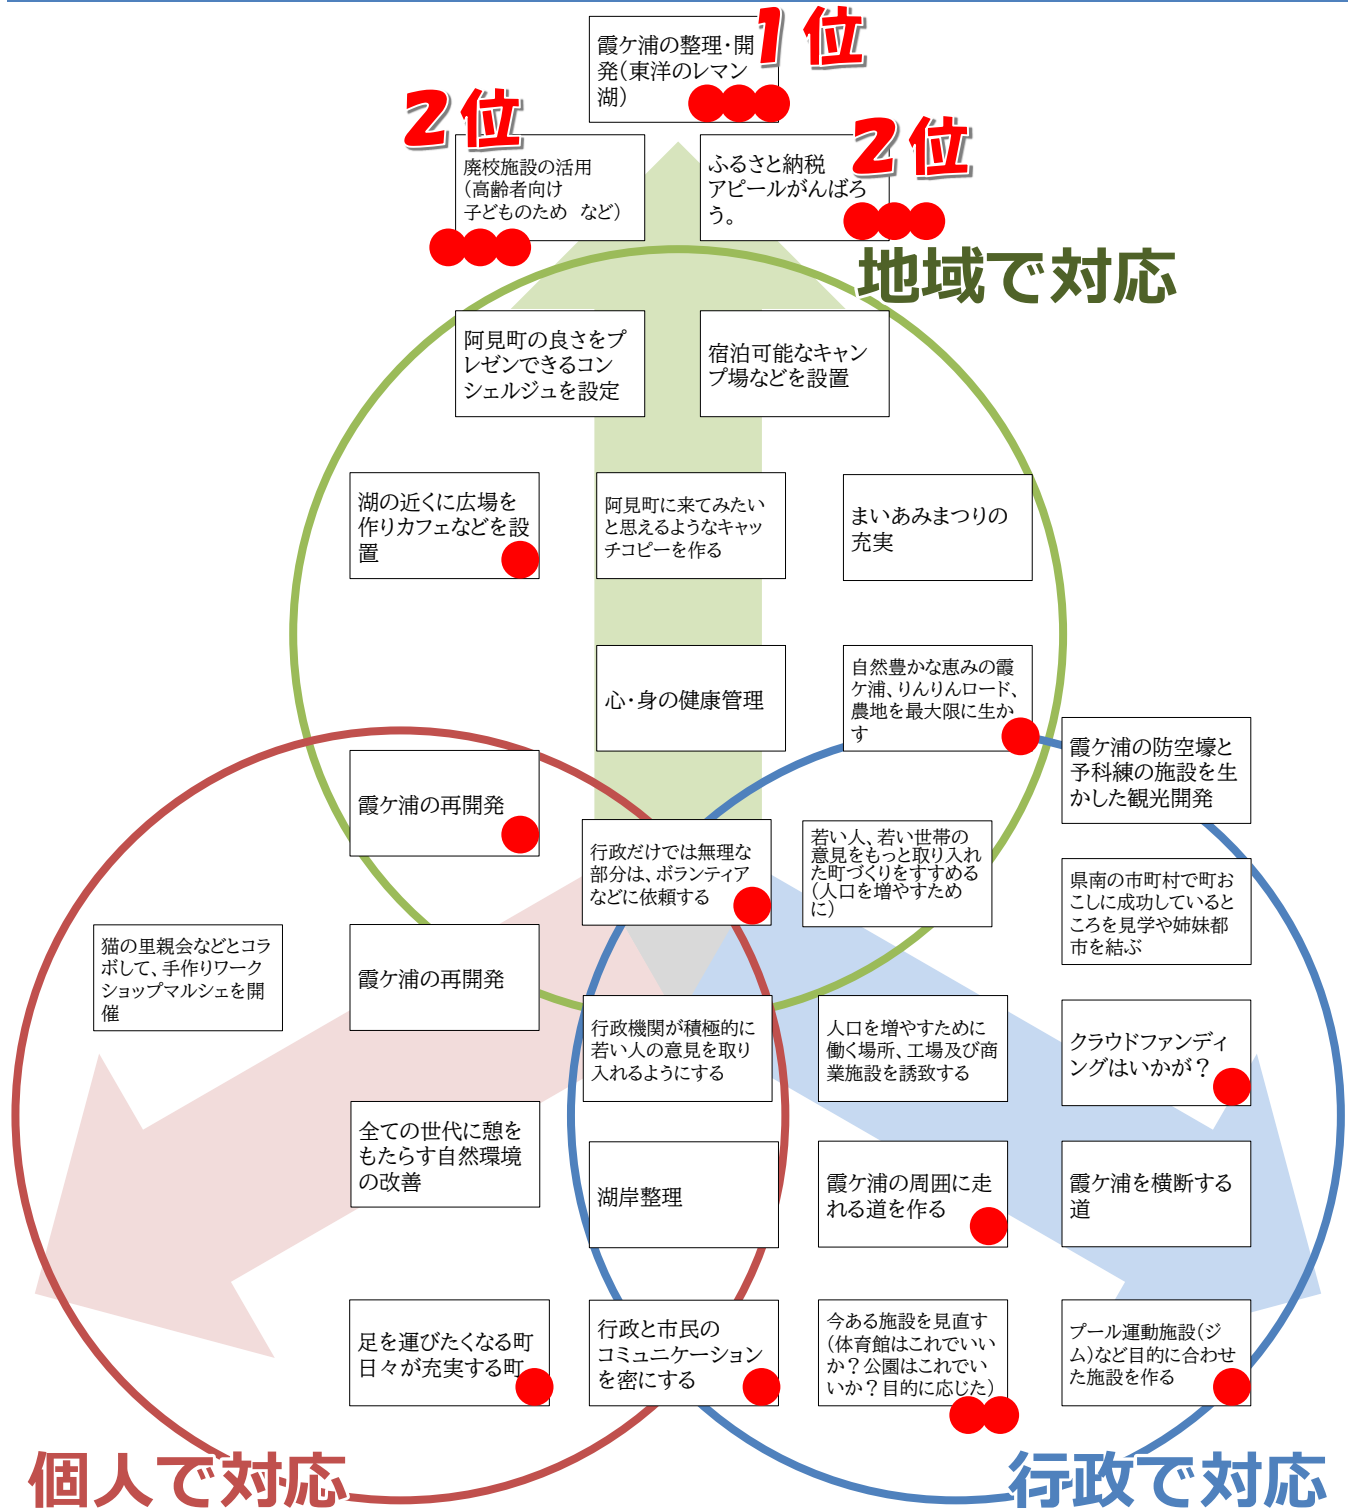 霞ケ浦の整理・開
発（東洋のレマン
湖）
1位
2位
廃校施設の活用
（高齢者向け
子どものため　など）
ふるさと納税
アピールがんばろ
う。
2位
地域で対応
阿見町の良さをプ
レゼンできるコン
シェルジュを設定
宿泊可能なキャン
プ場などを設置
湖の近くに広場を
作りカフェなどを設
置
阿見町に来てみたい
と思えるようなキャッ
チコピーを作る
まいあみまつりの
充実
心・身の健康管理
自然豊かな恵みの霞
ケ浦、りんりんロード、
農地を最大限に生か
す
霞ケ浦の防空壕と
予科練の施設を生
かした観光開発
霞ケ浦の再開発
行政だけでは無理な
部分は、ボランティア
などに依頼する
若い人、若い世帯の
意見をもっと取り入れ
た町づくりをすすめる
（人口を増やすため
に）
県南の市町村で町お
こしに成功していると
ころを見学や姉妹都
市を結ぶ
猫の里親会などとコラ
ボして、手作りワーク
ショップマルシェを開
催
霞ケ浦の再開発
行政機関が積極的に
若い人の意見を取り
入れるようにする
人口を増やすために
働く場所、工場及び商
業施設を誘致する
クラウドファンディ
ングはいかが？
全ての世代に憩を
もたらす自然環境
の改善
湖岸整理
霞ケ浦の周囲に走
れる道を作る
霞ケ浦を横断する
道
足を運びたくなる町
日々が充実する町
行政と市民の
コミュニケーション
を密にする
今ある施設を見直す
（体育館はこれでいい
か？公園はこれでい
いか？目的に応じた）
プール運動施設（ジ
ム）など目的に合わせ
た施設を作る
個人で対応
行政で対応